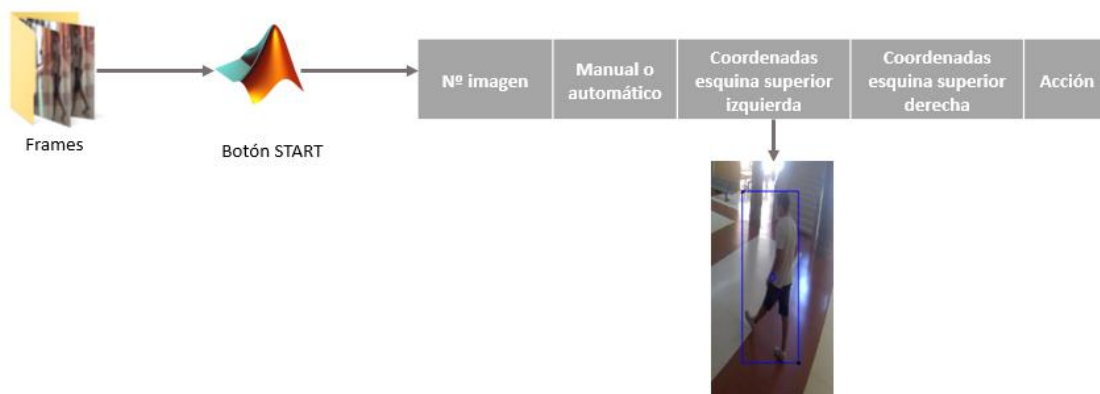 Frames
Botón START
Nº imagen
Manual o
automático
Coordenadas
esquina superior
izquierda
Coordenadas
esquina superior
derecha
Acción